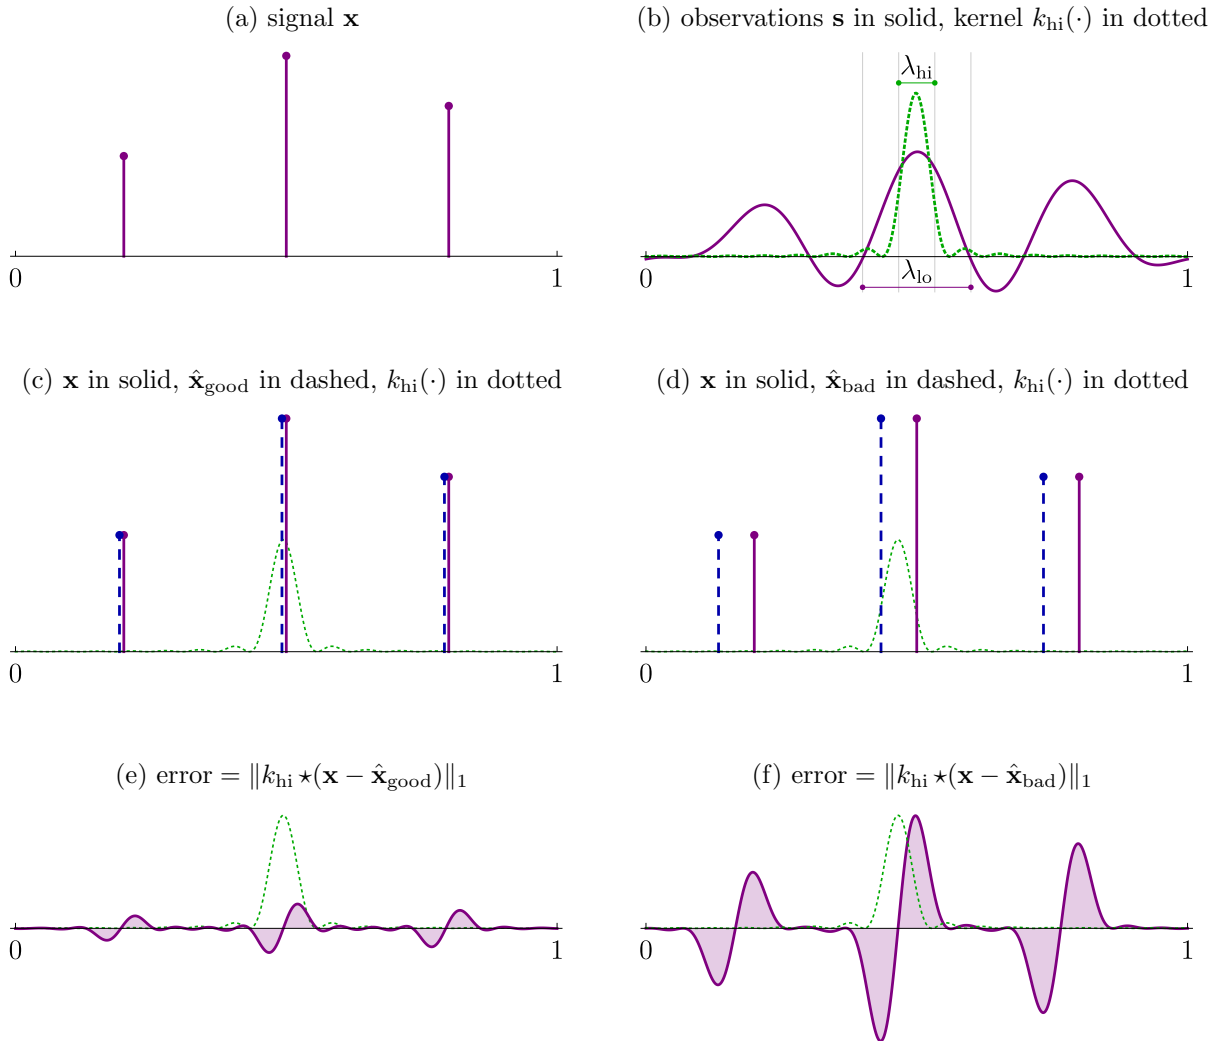 (a) signal x
(b) observations s in solid, kernel k_hi(·) in dotted
0 1
λ_hi
λ_lo
0 1
(c) x in solid, x̂_good in dashed, k_hi(·) in dotted
(d) x in solid, x̂_bad in dashed, k_hi(·) in dotted
0 1
0 1
(e) error = ‖k_hi ⋆(x − x̂_good)‖₁
(f) error = ‖k_hi ⋆(x − x̂_bad)‖₁
0 1
0 1